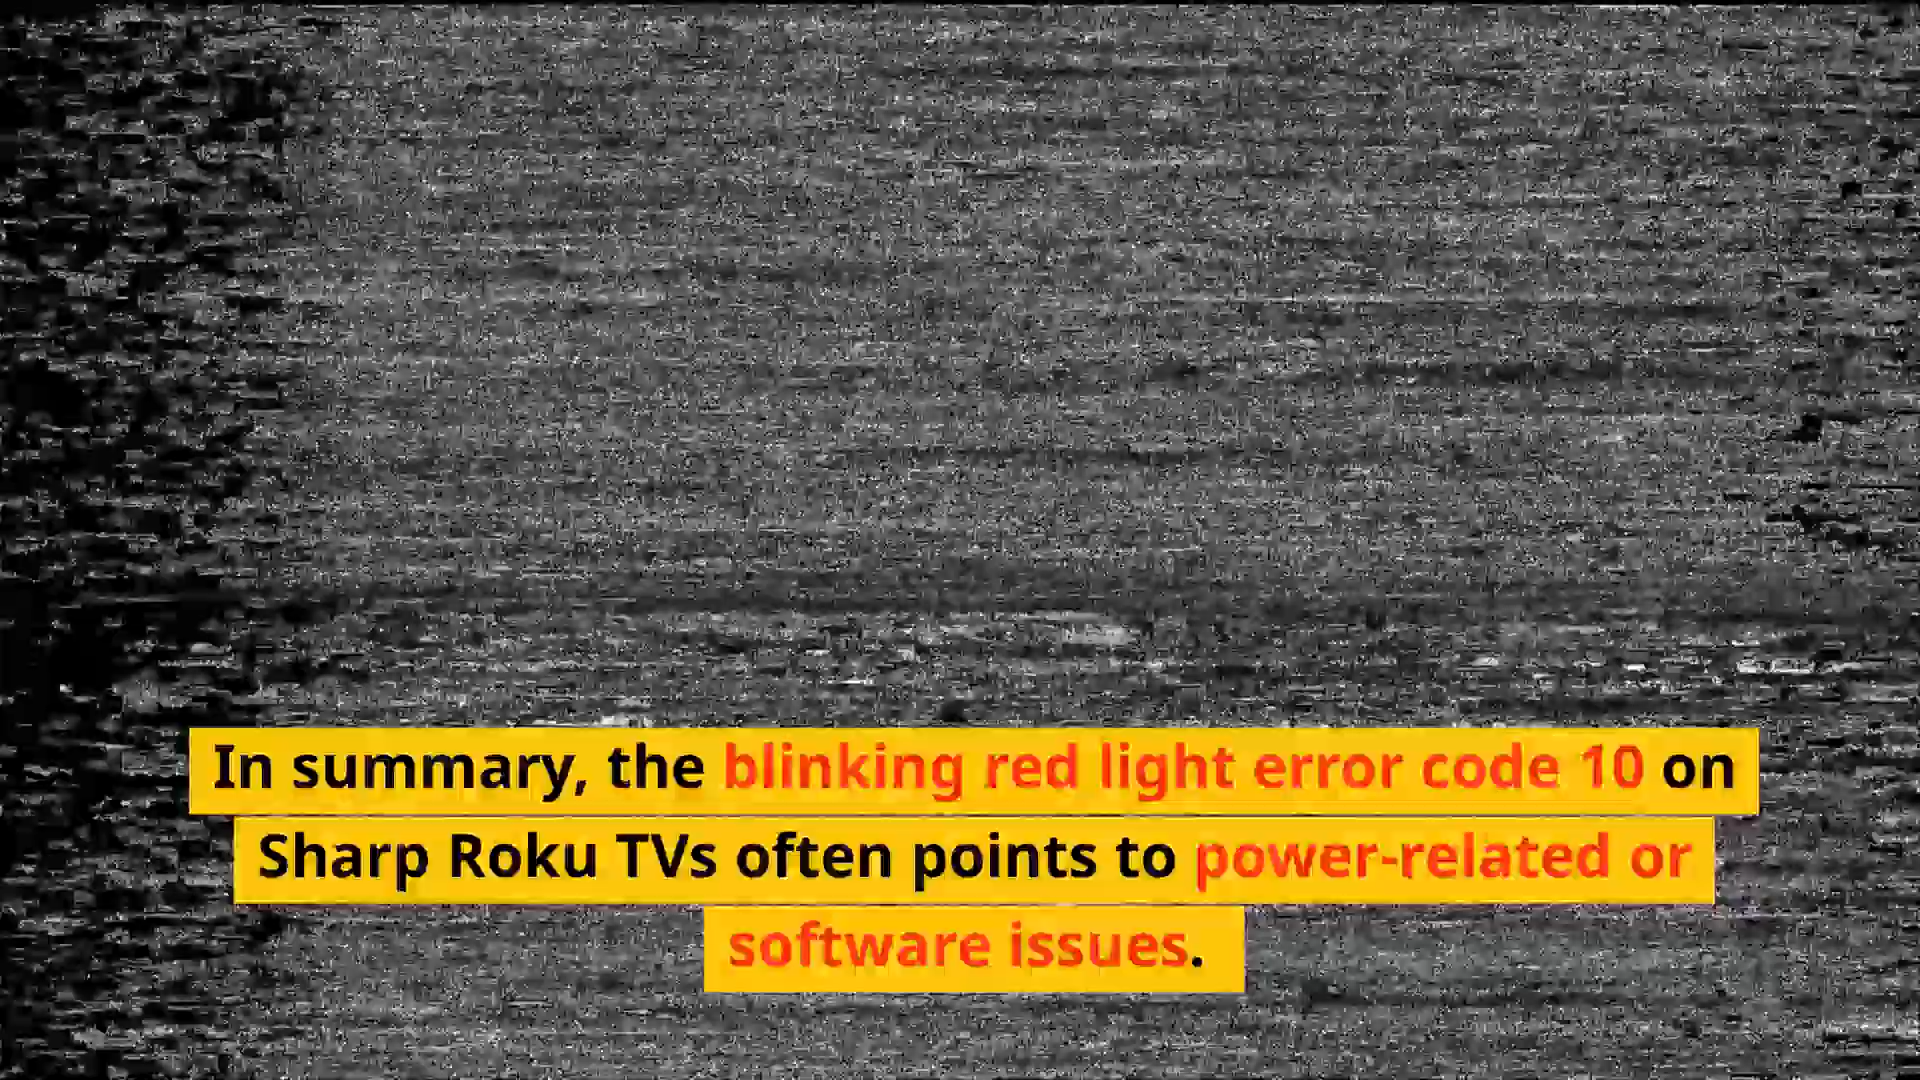 In summary, the blinking red light error code 10 on
Sharp Roku TVs often points to power-related or
software issues.